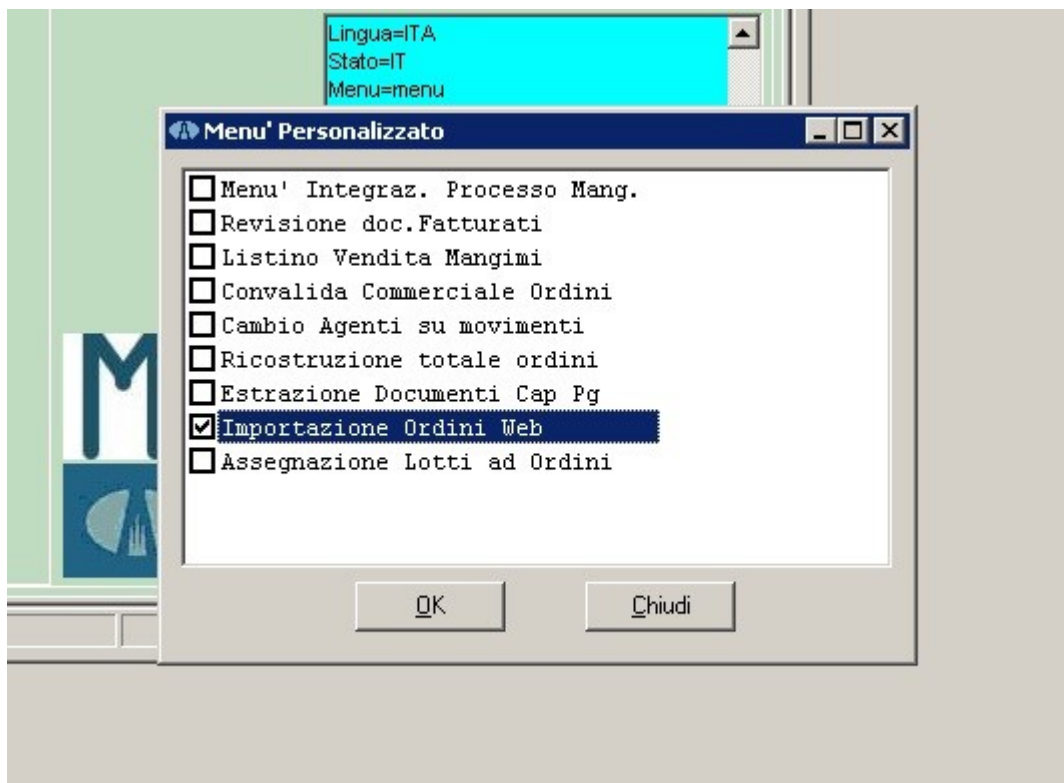 Lingua=ITA
Stato=IT
Menu=menu
Menu' Personalizzato
Menu' Integraz. Processo Mang.
Revisione doc.Fatturati
Listino Vendita Mangimi
Convalida Commerciale Ordini
Cambio Agenti su movimenti
Ricostruzione totale ordini
Estrazione Documenti Cap Pg
Importazione Ordini Web
Assegnazione Lotti ad Ordini
OK
Chiudi
M